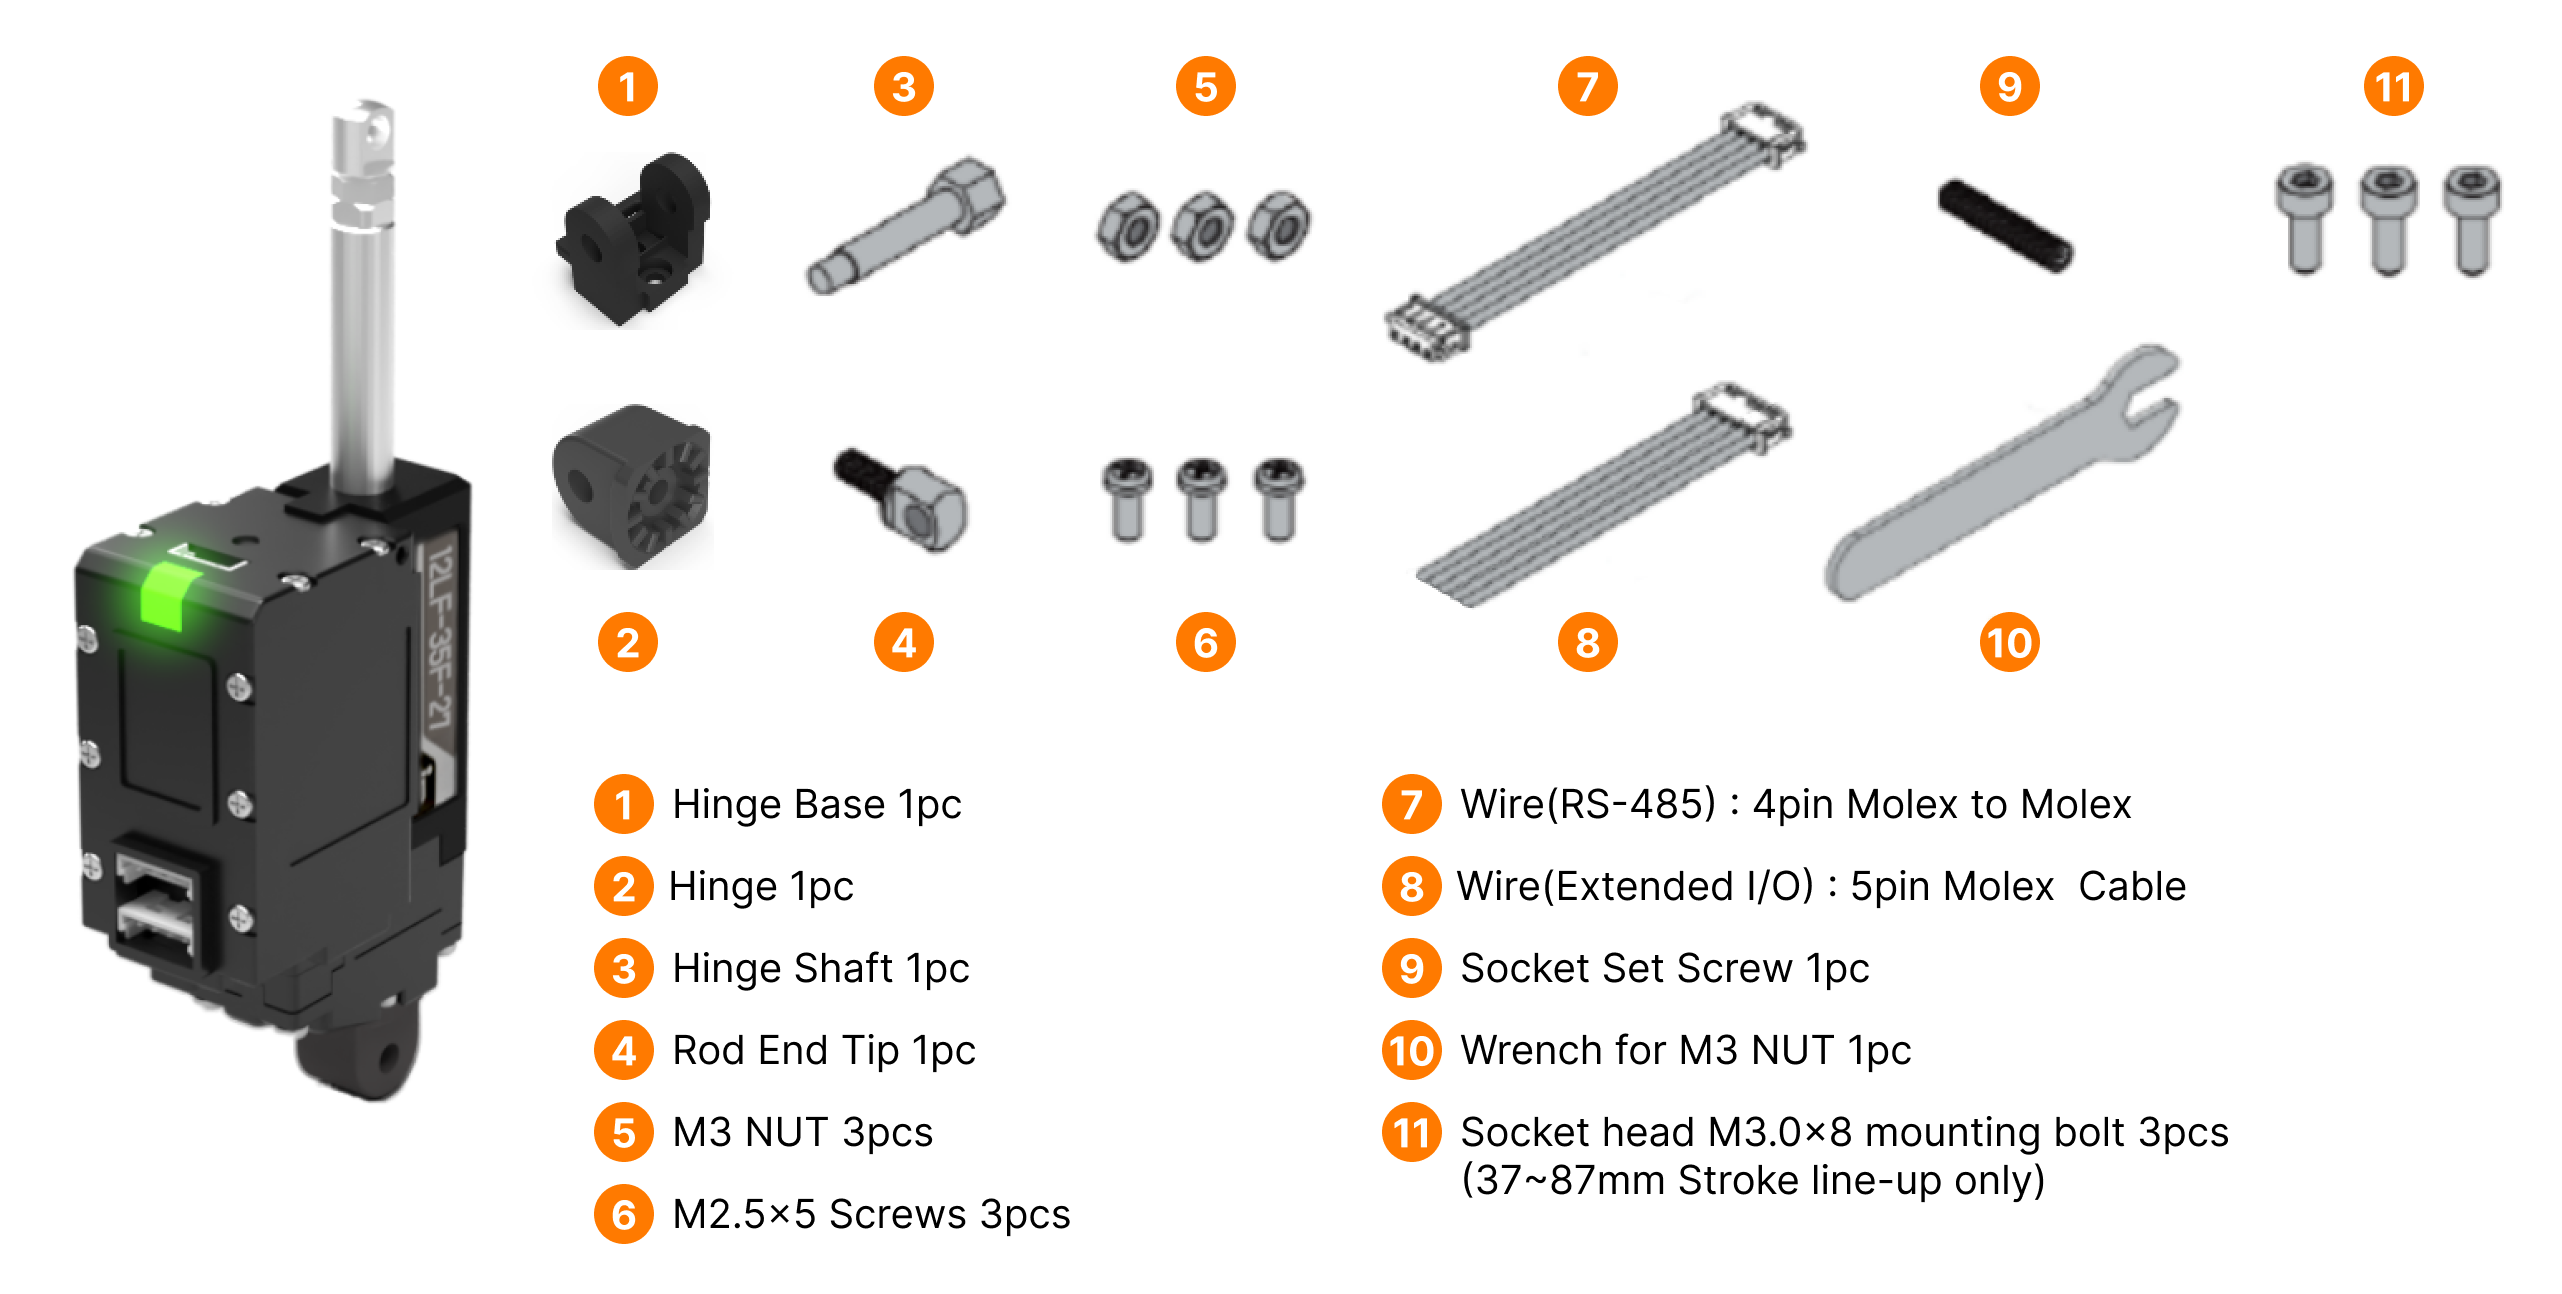 1
3
5
7
9
11
12LF-35F-27
2
4
6
8
10
1 Hinge Base 1pc
2 Hinge 1pc
3 Hinge Shaft 1pc
4 Rod End Tip 1pc
5 M3 NUT 3pcs
6 M2.5×5 Screws 3pcs
7 Wire(RS-485) : 4pin Molex to Molex
8 Wire(Extended I/O) : 5pin Molex  Cable
9 Socket Set Screw 1pc
10 Wrench for M3 NUT 1pc
11 Socket head M3.0×8 mounting bolt 3pcs
(37~87mm Stroke line-up only)